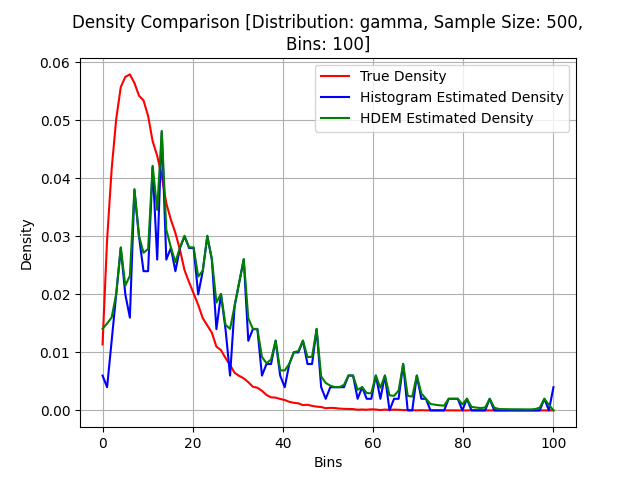 Density Comparison [Distribution: gamma, Sample Size: 500,
Bins: 100]
True Density
Histogram Estimated Density
HDEM Estimated Density
Density
0.06
0.05
0.04
0.03
0.02
0.01
0.00
0 20 40 60 80 100
Bins